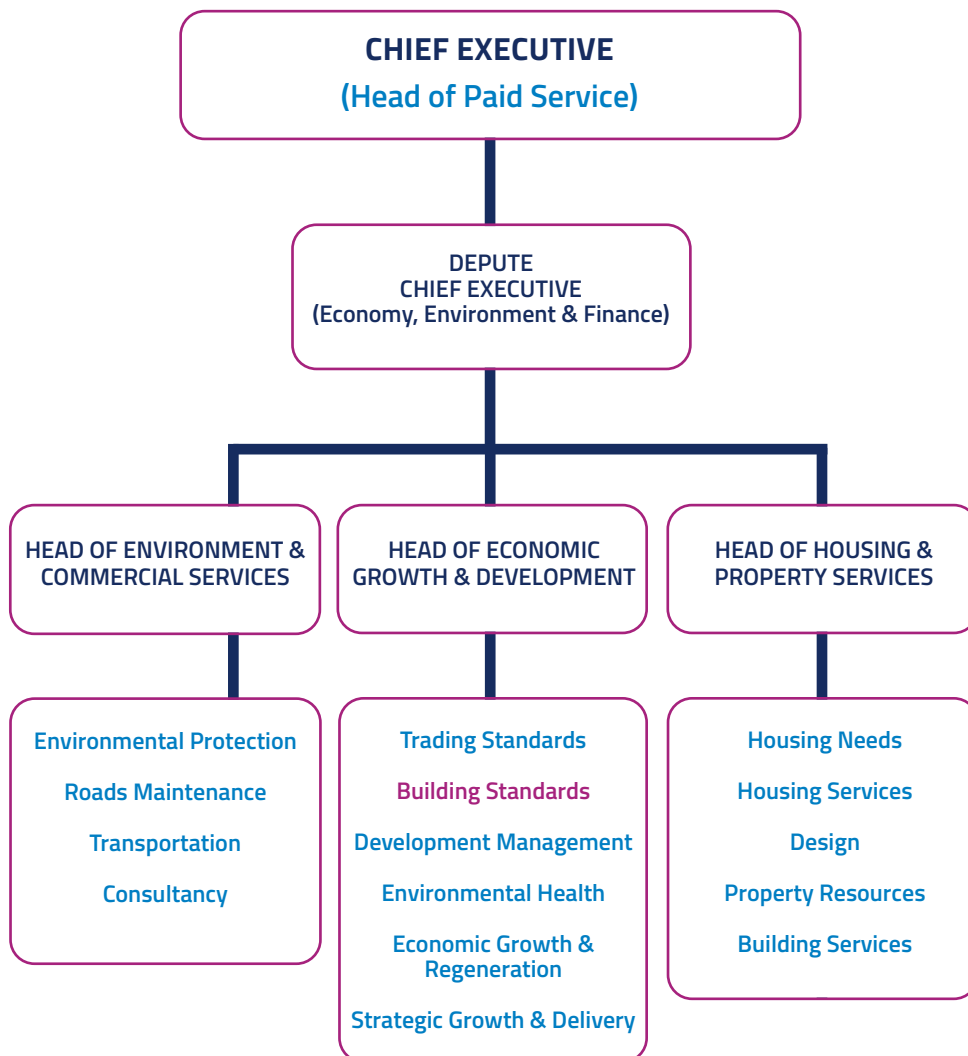 CHIEF EXECUTIVE
(Head of Paid Service)
DEPUTE
CHIEF EXECUTIVE
(Economy, Environment & Finance)
HEAD OF ENVIRONMENT &
COMMERCIAL SERVICES
HEAD OF ECONOMIC
GROWTH & DEVELOPMENT
HEAD OF HOUSING &
PROPERTY SERVICES
Environmental Protection
Roads Maintenance
Transportation
Consultancy
Trading Standards
Building Standards
Development Management
Environmental Health
Economic Growth &
Regeneration
Strategic Growth & Delivery
Housing Needs
Housing Services
Design
Property Resources
Building Services